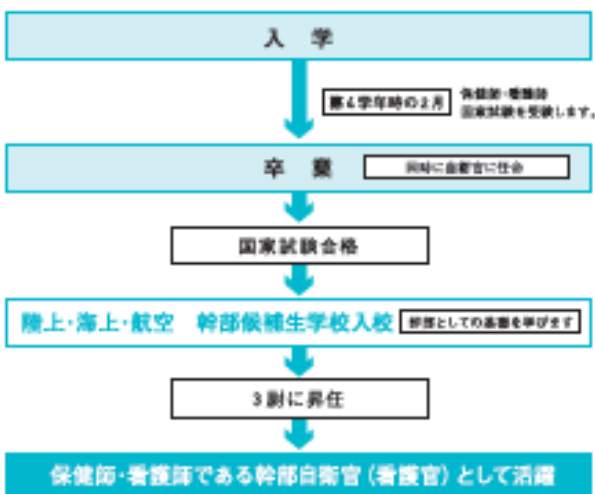 入 学
第4学年時の2月
保健師・看護師
国家試験を受験します。
卒 業
同時に自衛官に任命
国家試験合格
陸上・海上・航空 幹部候補生学校入校
幹部としての基礎を学びます
3尉に昇任
保健師・看護師である幹部自衛官（看護官）として活躍